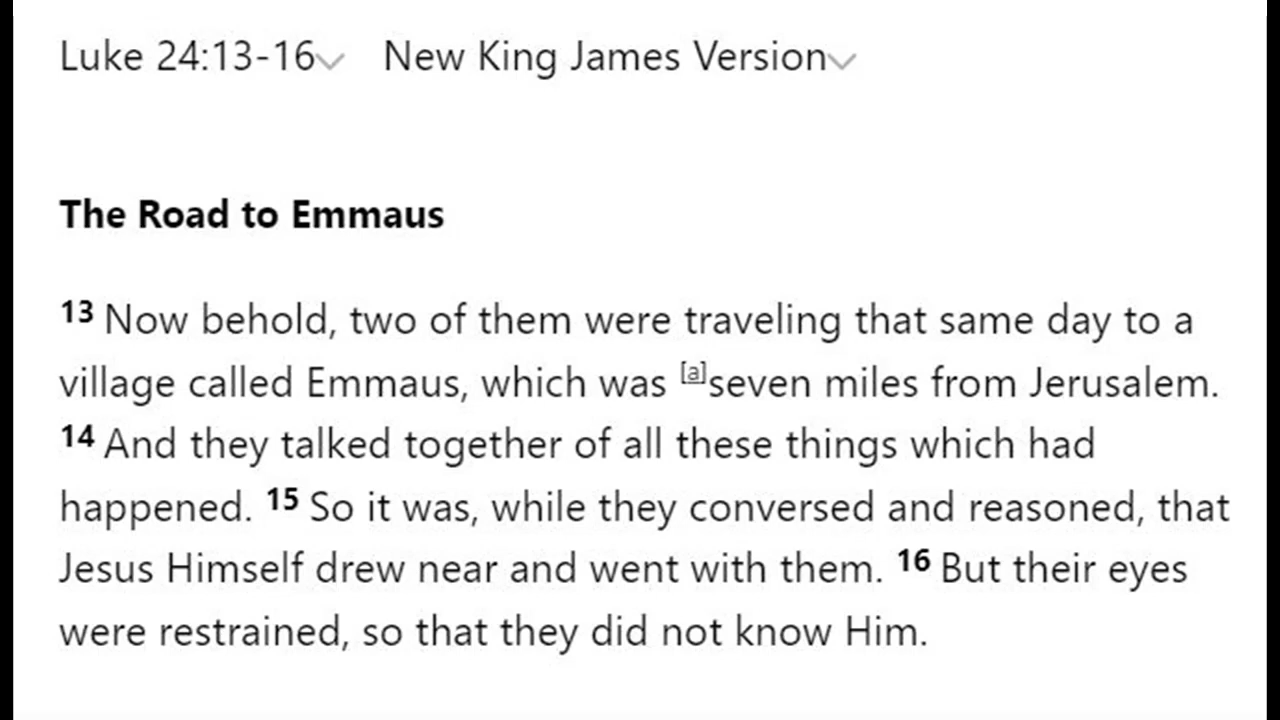 Luke 24:13-16 New King James Version
The Road to Emmaus
13 Now behold, two of them were traveling that same day to a
village called Emmaus, which was [a]seven miles from Jerusalem.
14 And they talked together of all these things which had
happened. 15 So it was, while they conversed and reasoned, that
Jesus Himself drew near and went with them. 16 But their eyes
were restrained, so that they did not know Him.